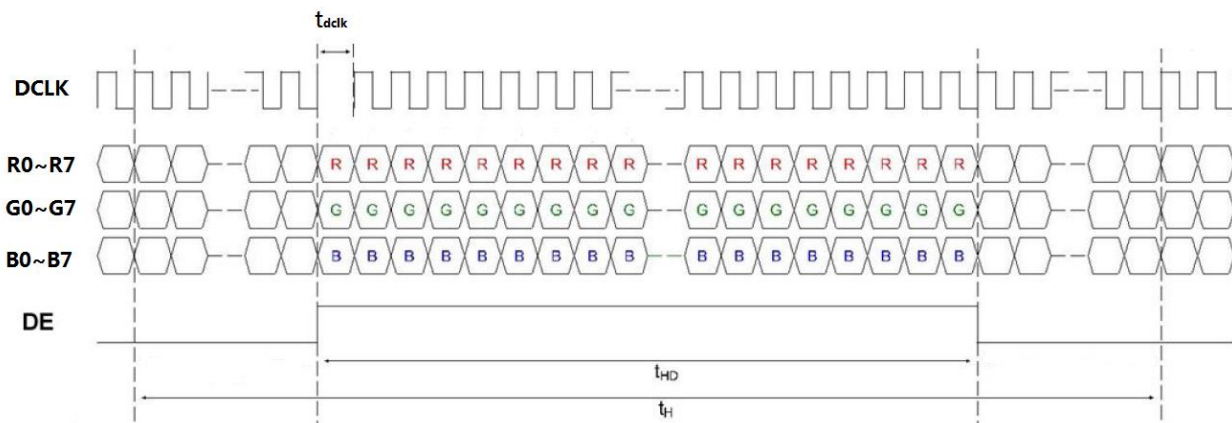 tdclk
DCLK
R0~R7 R R R R R R R R R R R R R R R R R
G0~G7 G G G G G G G G G G G G G G G G G
B0~B7 B B B B B B B B B B B B B B B B B
DE
tHD
tH